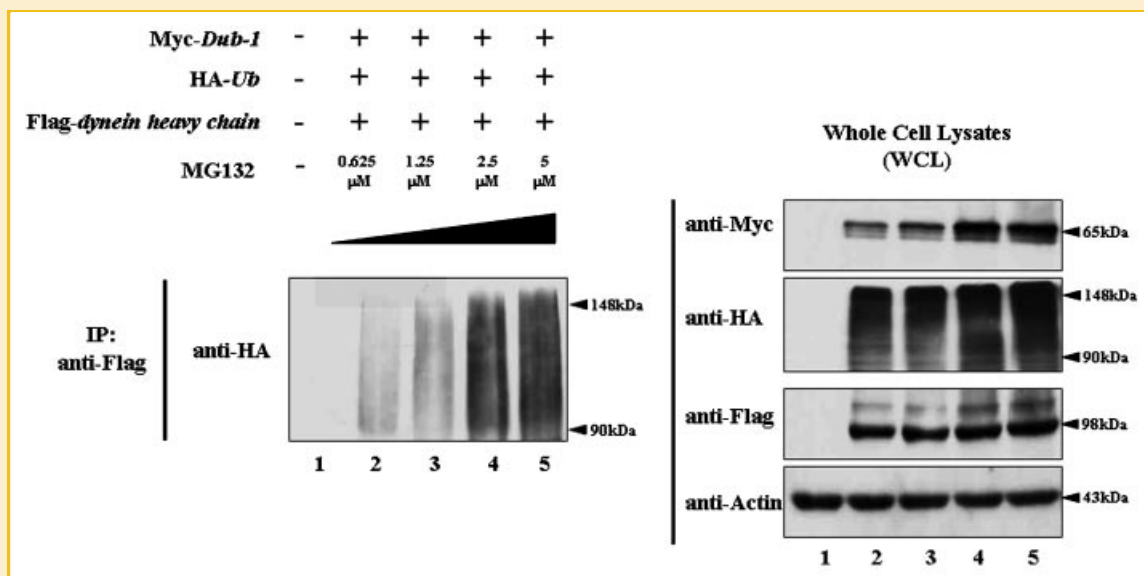 Myc-Dub-1 - + + + +
HA-Ub - + + + +
Flag-dynein heavy chain - + + + +
MG132 - 0.625 μM 1.25 μM 2.5 μM 5 μM
IP:
anti-Flag
anti-HA
148kDa
90kDa
1 2 3 4 5
Whole Cell Lysates
(WCL)
anti-Myc
65kDa
anti-HA
148kDa
90kDa
anti-Flag
98kDa
anti-Actin
43kDa
1 2 3 4 5